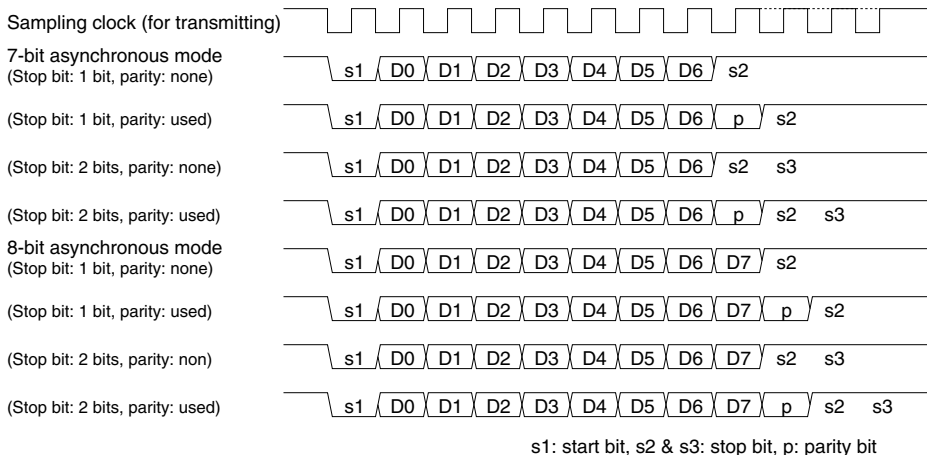 Sampling clock (for transmitting)
7-bit asynchronous mode
(Stop bit: 1 bit, parity: none)
s1 D0 D1 D2 D3 D4 D5 D6 s2
(Stop bit: 1 bit, parity: used)
s1 D0 D1 D2 D3 D4 D5 D6 p s2
(Stop bit: 2 bits, parity: none)
s1 D0 D1 D2 D3 D4 D5 D6 s2 s3
(Stop bit: 2 bits, parity: used)
s1 D0 D1 D2 D3 D4 D5 D6 p s2 s3
8-bit asynchronous mode
(Stop bit: 1 bit, parity: none)
s1 D0 D1 D2 D3 D4 D5 D6 D7 s2
(Stop bit: 1 bit, parity: used)
s1 D0 D1 D2 D3 D4 D5 D6 D7 p s2
(Stop bit: 2 bits, parity: non)
s1 D0 D1 D2 D3 D4 D5 D6 D7 s2 s3
(Stop bit: 2 bits, parity: used)
s1 D0 D1 D2 D3 D4 D5 D6 D7 p s2 s3
s1: start bit, s2 & s3: stop bit, p: parity bit